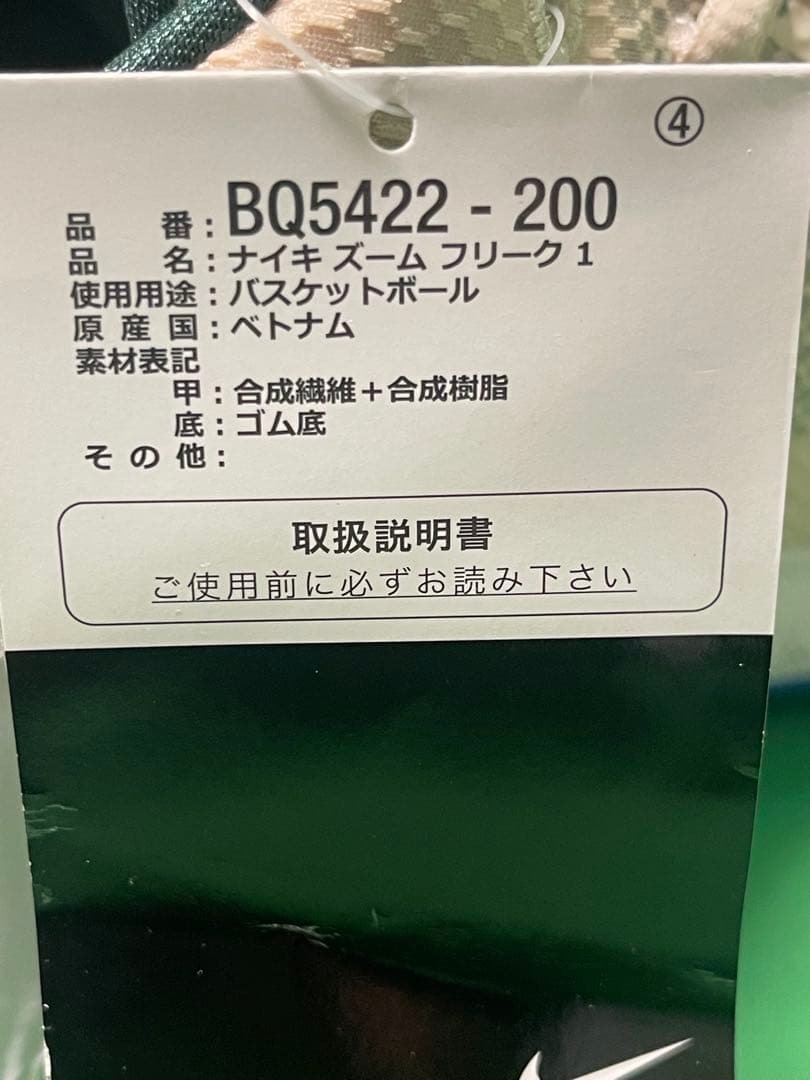 ④
品番：BQ5422 - 200
品名：ナイキ ズーム フリーク 1
使用用途：バスケットボール
原産国：ベトナム
素材表記
甲：合成繊維＋合成樹脂
底：ゴム底
その他：
取扱説明書
ご使用前に必ずお読み下さい